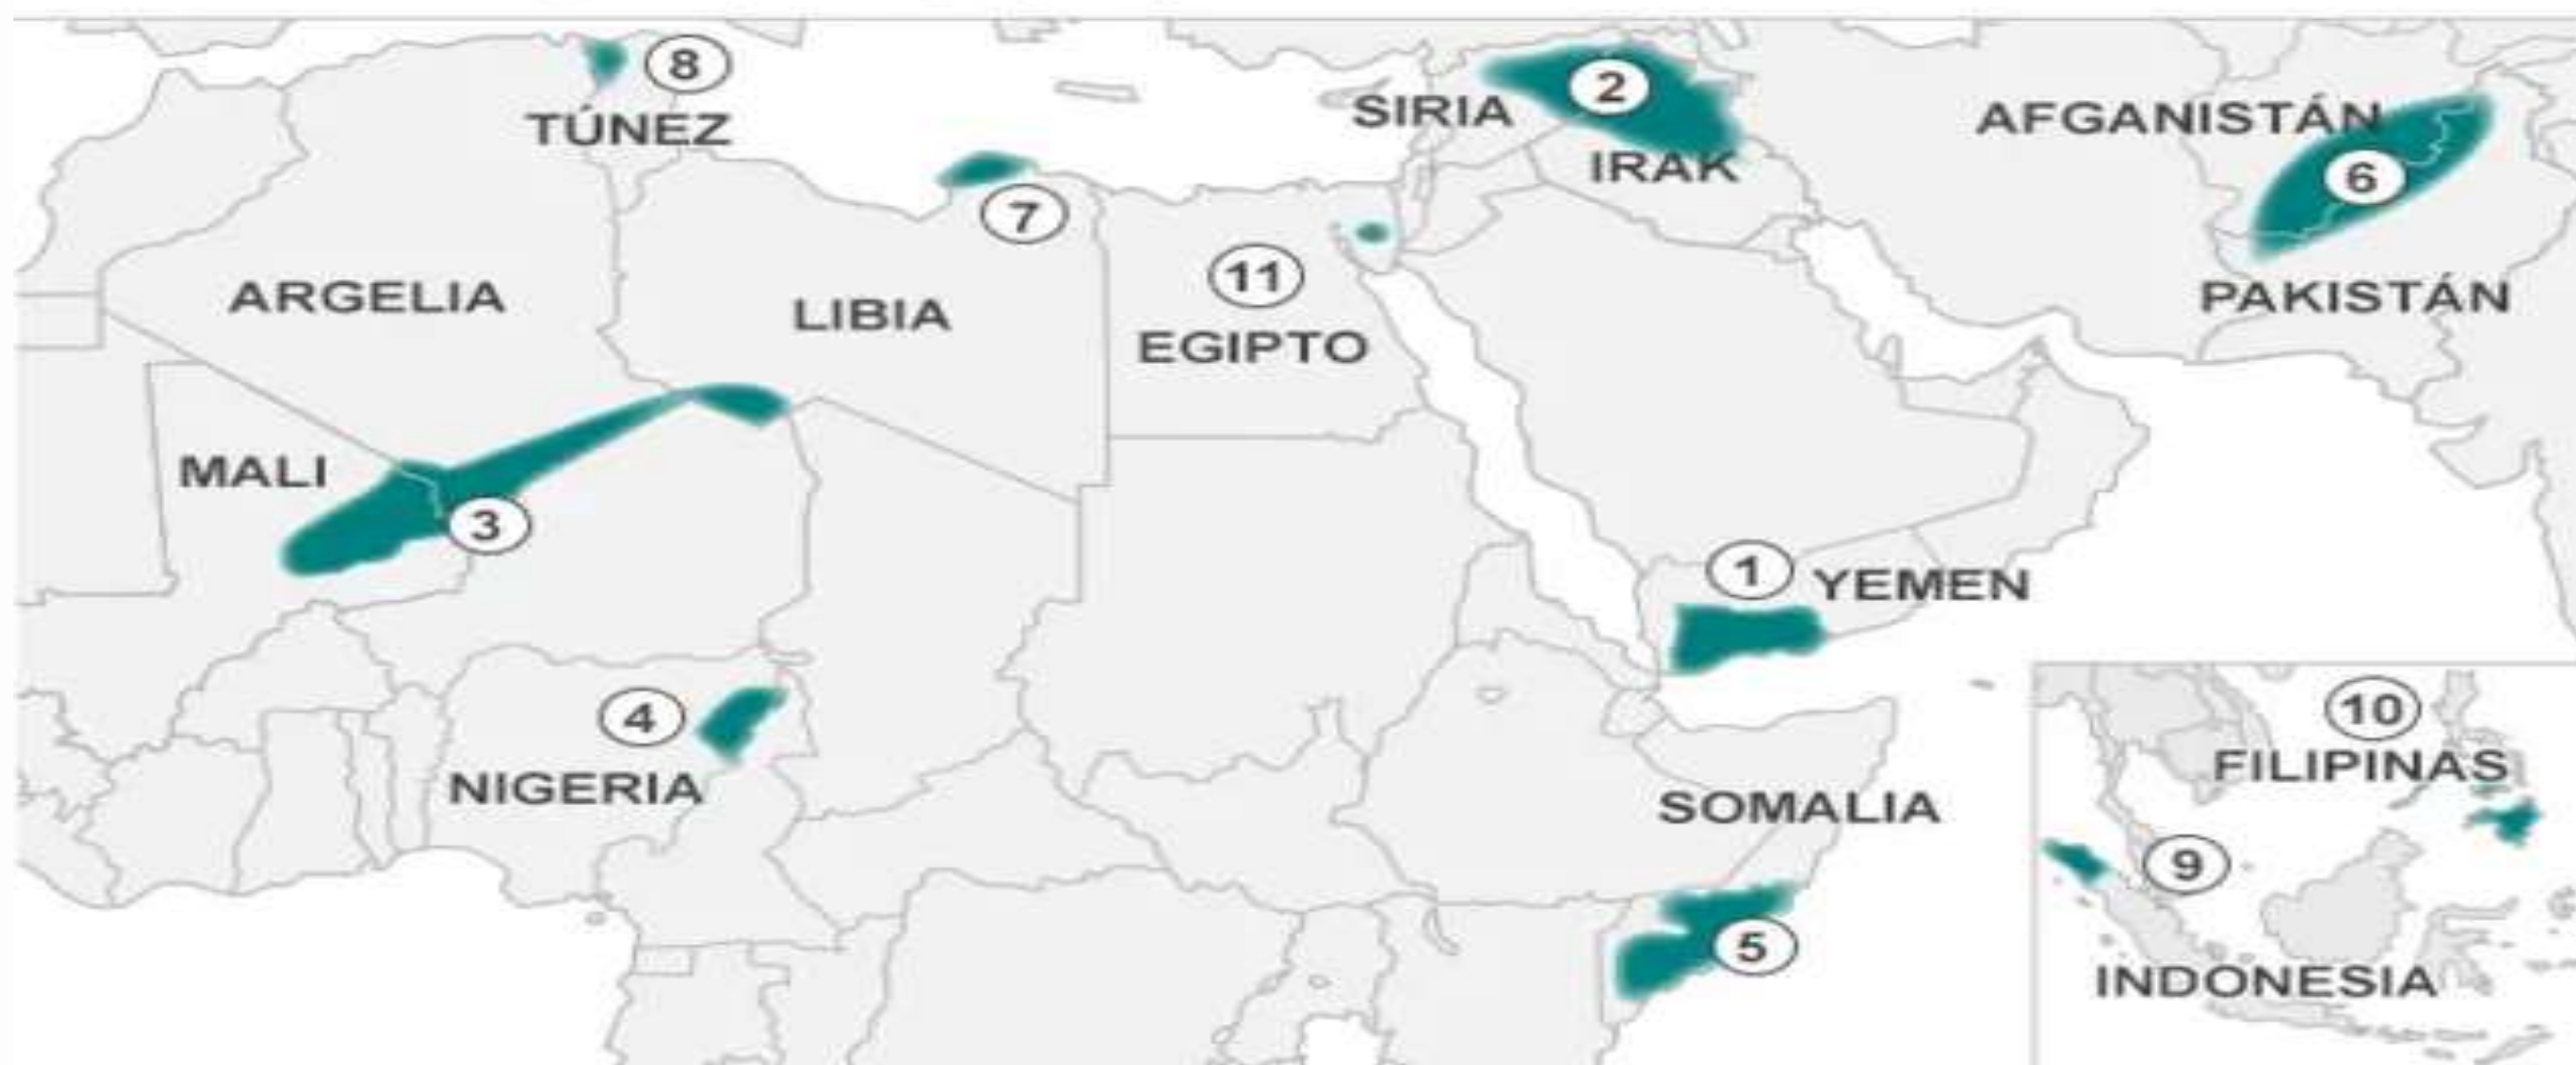 8
2
SIRIA
TÚNEZ
AFGANISTÁN
IRAK
6
7
11
ARGELIA
LIBIA
EGIPTO
PAKISTÁN
MALI
3
1
YEMEN
4
NIGERIA
SOMALIA
5
10
FILIPINAS
9
INDONESIA